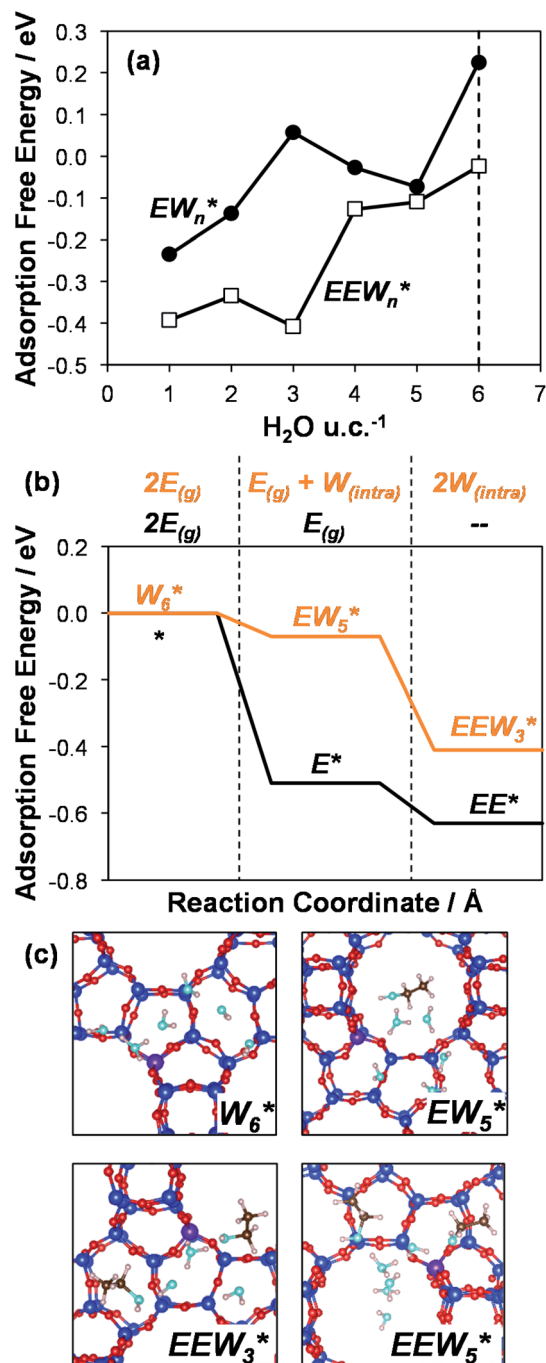 (a)
Adsorption Free Energy / eV
0.3
0.2
0.1
0.0
-0.1
-0.2
-0.3
-0.4
-0.5
EWn*
EEWn*
0 1 2 3 4 5 6 7
H2O u.c.-1
(b)
2E(g) E(g) + W(intra) 2W(intra)
2E(g) E(g) --
Adsorption Free Energy / eV
0.2
0.0
-0.2
-0.4
-0.6
-0.8
W6*
*
EW5*
EEW3*
E*
EE*
Reaction Coordinate / Å
(c)
W6*
EW5*
EEW3*
EEW5*